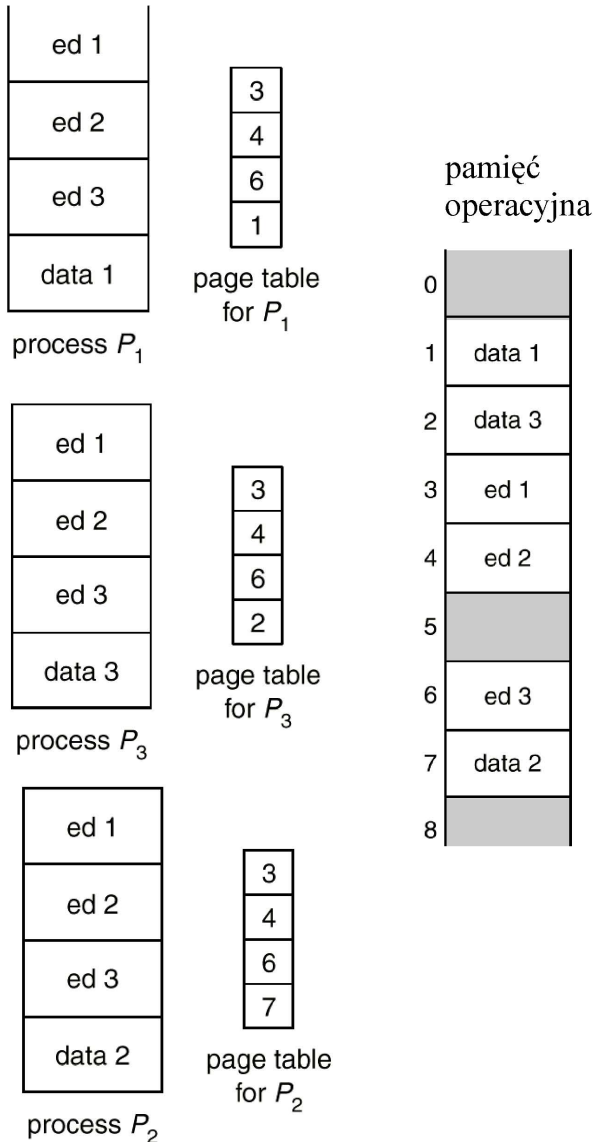 ed 1
ed 2
ed 3
data 1
process P1
3
4
6
1
page table
for P1
ed 1
ed 2
ed 3
data 3
process P3
3
4
6
2
page table
for P3
ed 1
ed 2
ed 3
data 2
process P2
3
4
6
7
page table
for P2
pamięć
operacyjna
0
1 data 1
2 data 3
3 ed 1
4 ed 2
5
6 ed 3
7 data 2
8